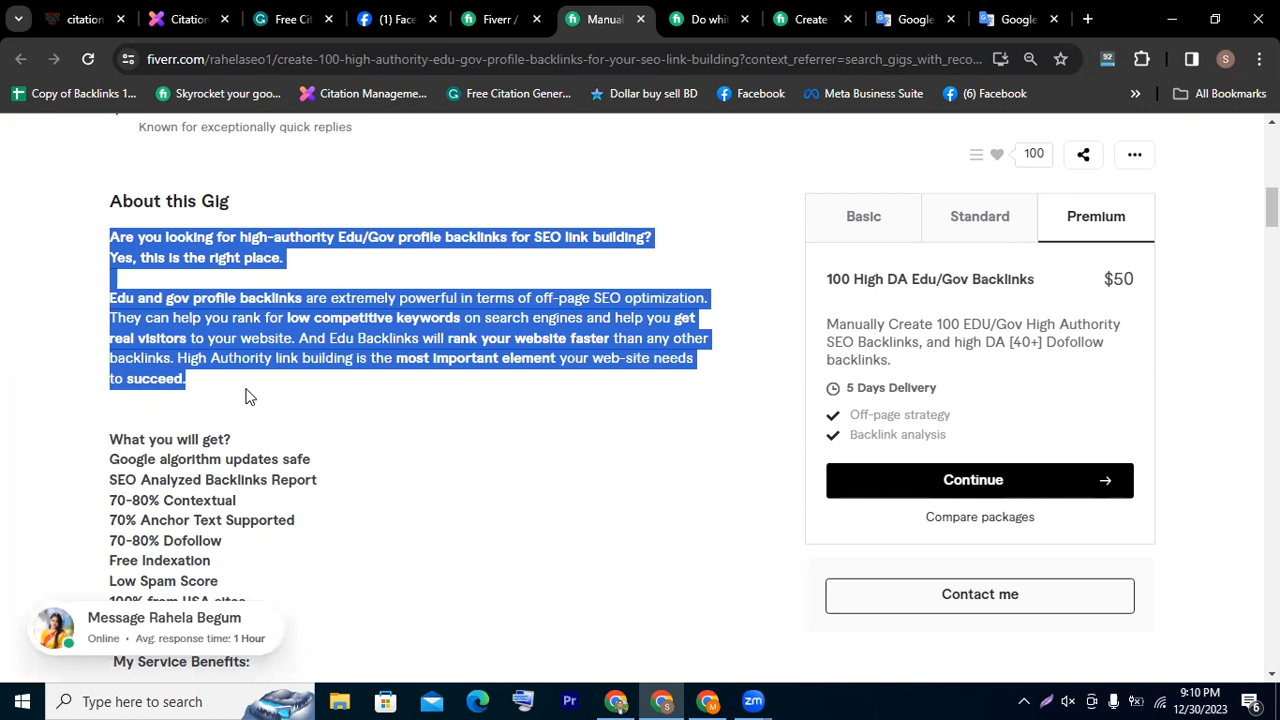 citation
Citation
Free Cit
(1) Face
Fiverr /
Manual
Do whit
Create
Google
Google
fiverr.com/rahelaseo1/create-100-high-authority-edu-gov-profile-backlinks-for-your-seo-link-building?context_referrer=search_gigs_with_reco...
92
S
Copy of Backlinks 1...
Skyrocket your goo...
Citation Manageme...
Free Citation Gener...
Dollar buy sell BD
Facebook
Meta Business Suite
(6) Facebook
»
All Bookmarks
Known for exceptionally quick replies
100
About this Gig
Are you looking for high-authority Edu/Gov profile backlinks for SEO link building?
Yes, this is the right place.
Edu and gov profile backlinks are extremely powerful in terms of off-page SEO optimization.
They can help you rank for low competitive keywords on search engines and help you get
real visitors to your website. And Edu Backlinks will rank your website faster than any other
backlinks. High Authority link building is the most important element your web-site needs
to succeed.
What you will get?
Google algorithm updates safe
SEO Analyzed Backlinks Report
70-80% Contextual
70% Anchor Text Supported
70-80% Dofollow
Free Indexation
Low Spam Score
100% from USA sites
My Service Benefits:
Message Rahela Begum
Online • Avg. response time: 1 Hour
Basic
Standard
Premium
100 High DA Edu/Gov Backlinks
$50
Manually Create 100 EDU/Gov High Authority
SEO Backlinks, and high DA [40+] Dofollow
backlinks.
5 Days Delivery
Off-page strategy
Backlink analysis
Continue
Compare packages
Contact me
Type here to search
Pr
S
M
zm
9:10 PM
12/30/2023
6